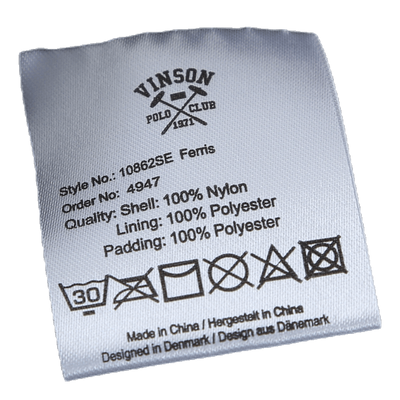 VINSON
POLO CLUB
1971
Style No.: 10862SE Ferris
Order No: 4947
Quality: Shell: 100% Nylon
Lining: 100% Polyester
Padding: 100% Polyester
30
Made in China / Hergestelt in China
Designed in Denmark / Design aus Dänemark